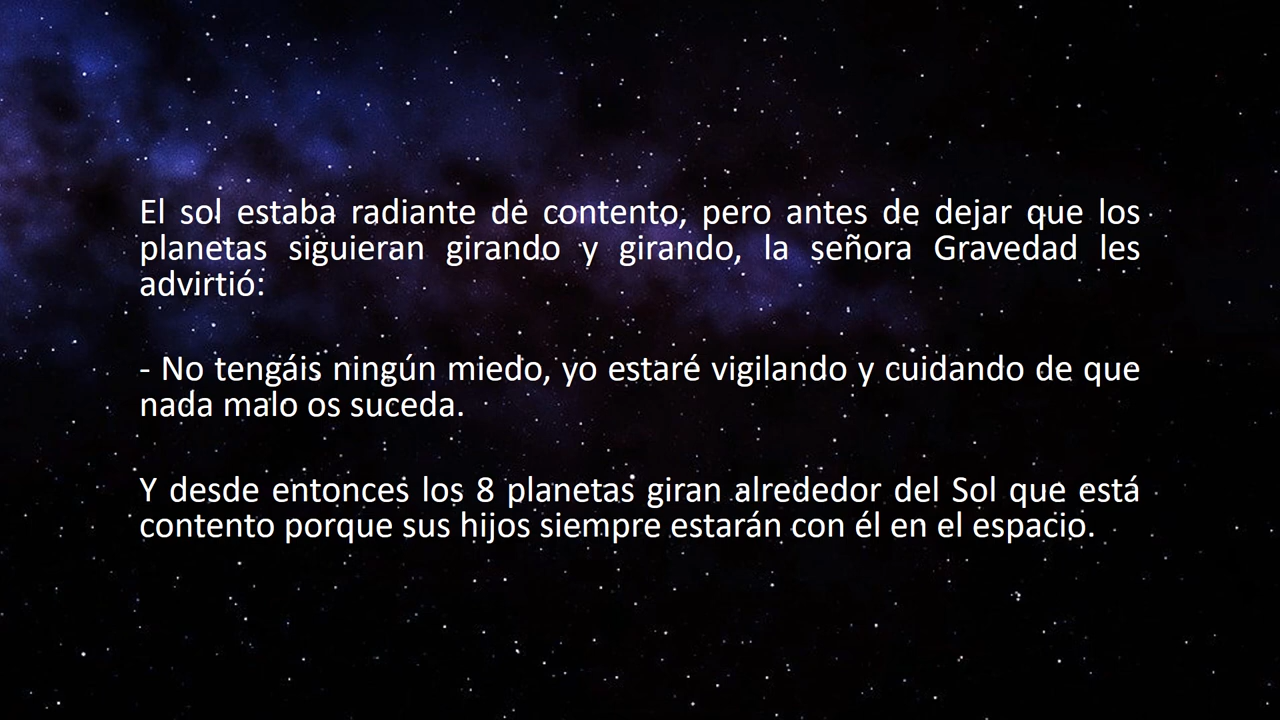 El sol estaba radiante de contento, pero antes de dejar que los
planetas siguieran girando y girando, la señora Gravedad les
advirtió:
- No tengáis ningún miedo, yo estaré vigilando y cuidando de que
nada malo os suceda.
Y desde entonces los 8 planetas giran alrededor del Sol que está
contento porque sus hijos siempre estarán con él en el espacio.